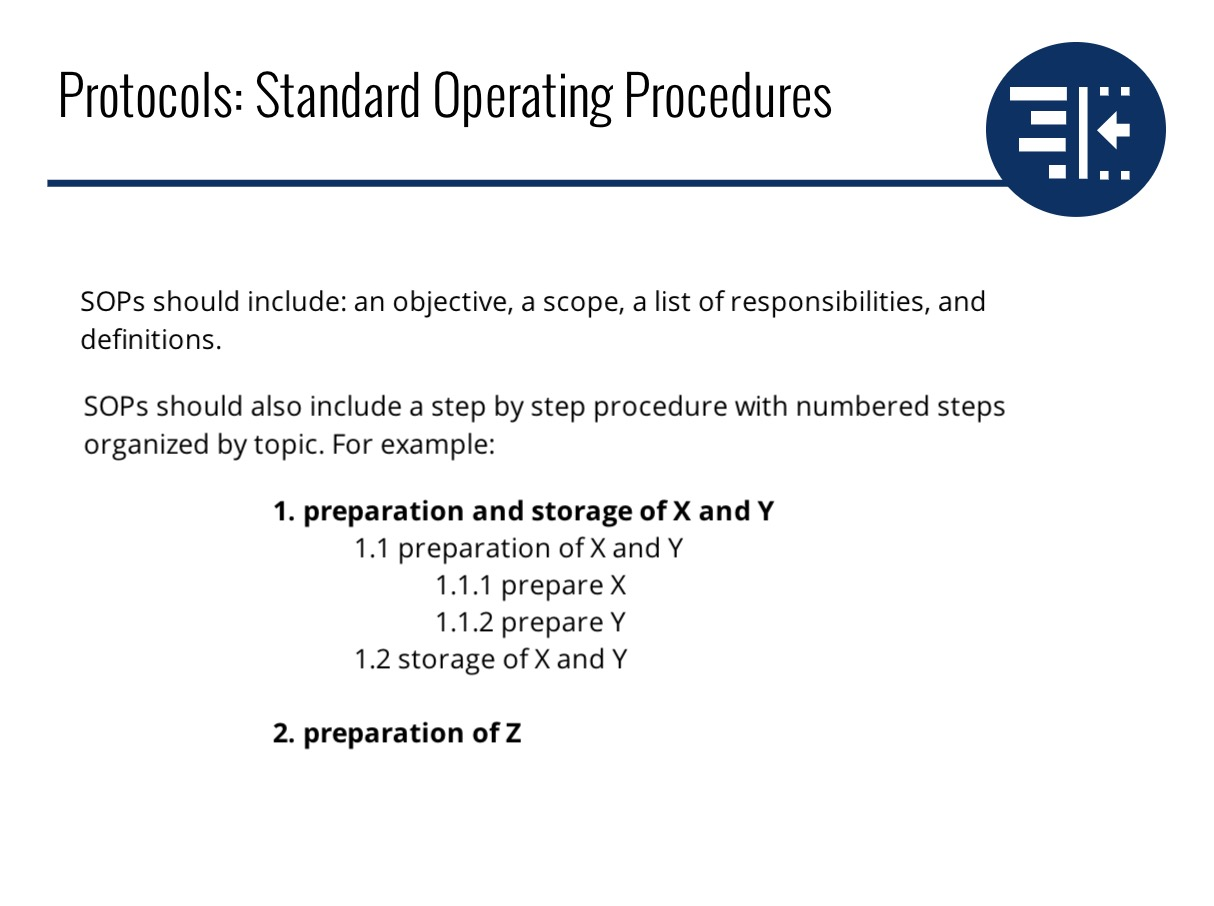 Protocols: Standard Operating Procedures
SOPs should include: an objective, a scope, a list of responsibilities, and
definitions.
SOPs should also include a step by step procedure with numbered steps
organized by topic. For example:
1. preparation and storage of X and Y
1.1 preparation of X and Y
1.1.1 prepare X
1.1.2 prepare Y
1.2 storage of X and Y
2. preparation of Z